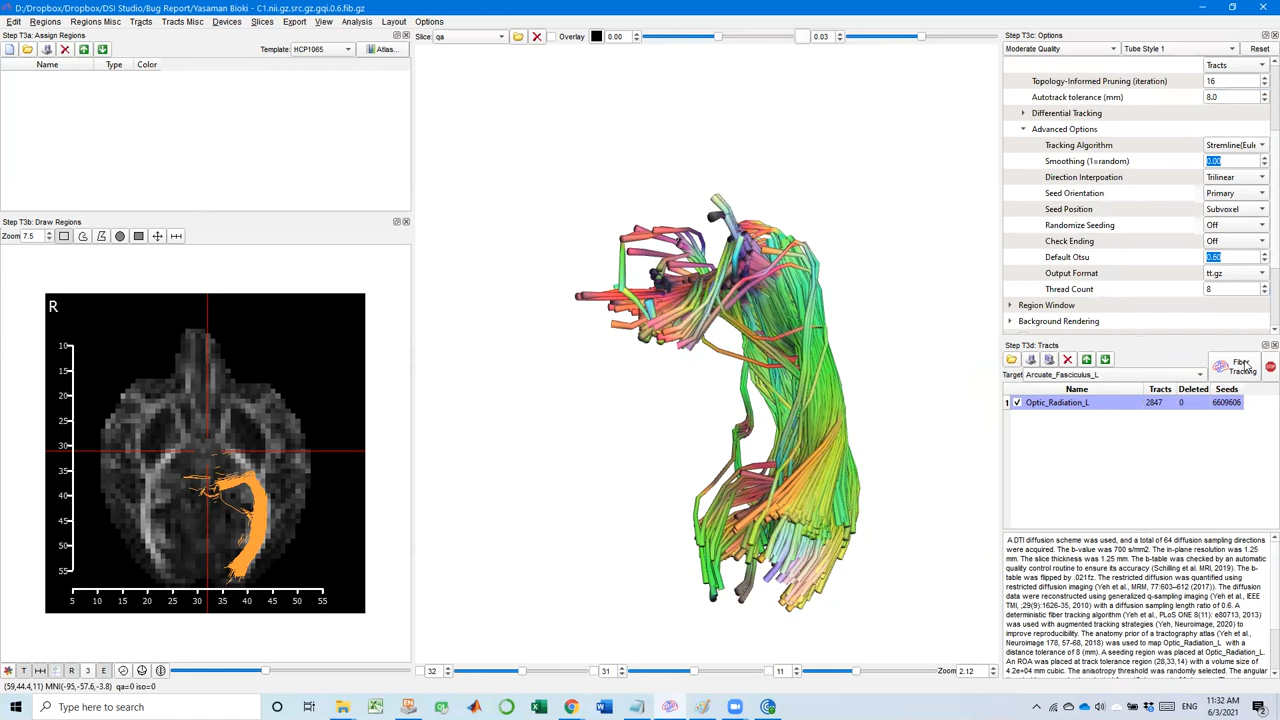 D:/Dropbox/Dropbox/DSI Studio/Bug Report/Yasaman Bioki - C1.nii.gz.src.gz.gqi.0.6.fib.gz
Edit Regions Regions Misc Tracts Tracts Misc Devices Slices Export View Analysis Layout Options
Step T3a: Assign Regions
Template: HCP1065 Atlas...
Name Type Color
Step T3b: Draw Regions
Zoom 7.5
R
10
15
20
25
30
35
40
45
50
55
5 10 15 20 25 30 35 40 45 50 55
T R 3 E
(59,44.4,11) MNI(-95,-57.6,-3.8) qa=0 iso=0
Slice: qa Overlay 0.00 0.03
32 31 11 Zoom 2.12
Step T3c: Options
Moderate Quality Tube Style 1 Reset
Tracts
Topology-Informed Pruning (iteration) 16
Autotrack tolerance (mm) 8.0
Differential Tracking
Advanced Options
Tracking Algorithm Stremline(Eule
Smoothing (1=random) 0.00
Direction Interpoation Trilinear
Seed Orientation Primary
Seed Position Subvoxel
Randomize Seeding Off
Check Ending Off
Default Otsu 0.60
Output Format tt.gz
Thread Count 8
Region Window
Background Rendering
Step T3d: Tracts
Fiber Tracking
Target Arcuate_Fasciculus_L
Name Tracts Deleted Seeds
1 Optic_Radiation_L 2847 0 6609606
A DTI diffusion scheme was used, and a total of 64 diffusion sampling directions
were acquired. The b-value was 700 s/mm2. The in-plane resolution was 1.25
mm. The slice thickness was 1.25 mm. The b-table was checked by an automatic
quality control routine to ensure its accuracy (Schilling et al. MRI, 2019). The b-
table was flipped by .021fz. The restricted diffusion was quantified using
restricted diffusion imaging (Yeh et al., MRM, 77:603–612 (2017)). The diffusion
data were reconstructed using generalized q-sampling imaging (Yeh et al., IEEE
TMI, ;29(9):1626-35, 2010) with a diffusion sampling length ratio of 0.6. A
deterministic fiber tracking algorithm (Yeh et al., PLoS ONE 8(11): e80713, 2013)
was used with augmented tracking strategies (Yeh, Neuroimage, 2020) to
improve reproducibility. The anatomy prior of a tractography atlas (Yeh et al.,
Neuroimage 178, 57-68, 2018) was used to map Optic_Radiation_L with a
distance tolerance of 8 (mm). A seeding region was placed at Optic_Radiation_L.
An ROA was placed at track tolerance region (28,33,14) with a volume size of
4.2e+04 mm cubic. The anisotropy threshold was randomly selected. The angular
Type here to search
11:32 AM
6/3/2021